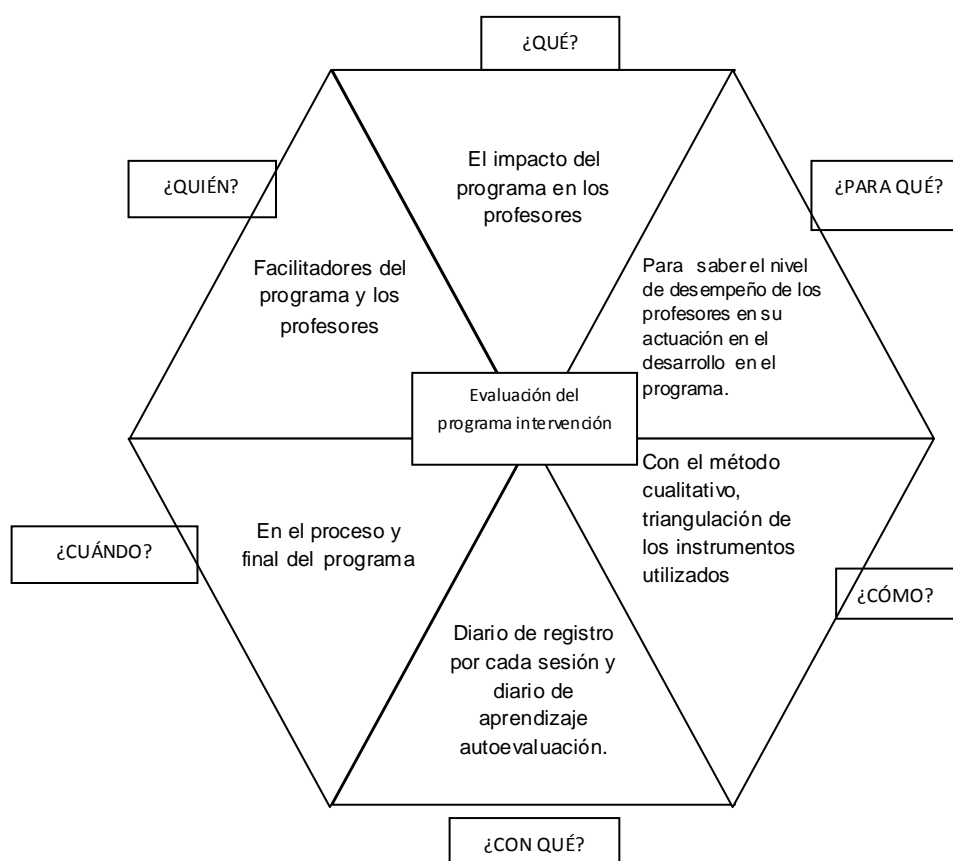 ¿QUÉ?
El impacto del
programa en los
profesores
¿PARA QUÉ?
Para saber el nivel
de desempeño de los
profesores en su
actuación en el
desarrollo en el
programa.
¿CÓMO?
Con el método
cualitativo,
triangulación de
los instrumentos
utilizados
¿CON QUÉ?
Diario de registro
por cada sesión y
diario de
aprendizaje
autoevaluación.
¿CUÁNDO?
En el proceso y
final del programa
¿QUIÉN?
Facilitadores del
programa y los
profesores
Evaluación del
programa intervención